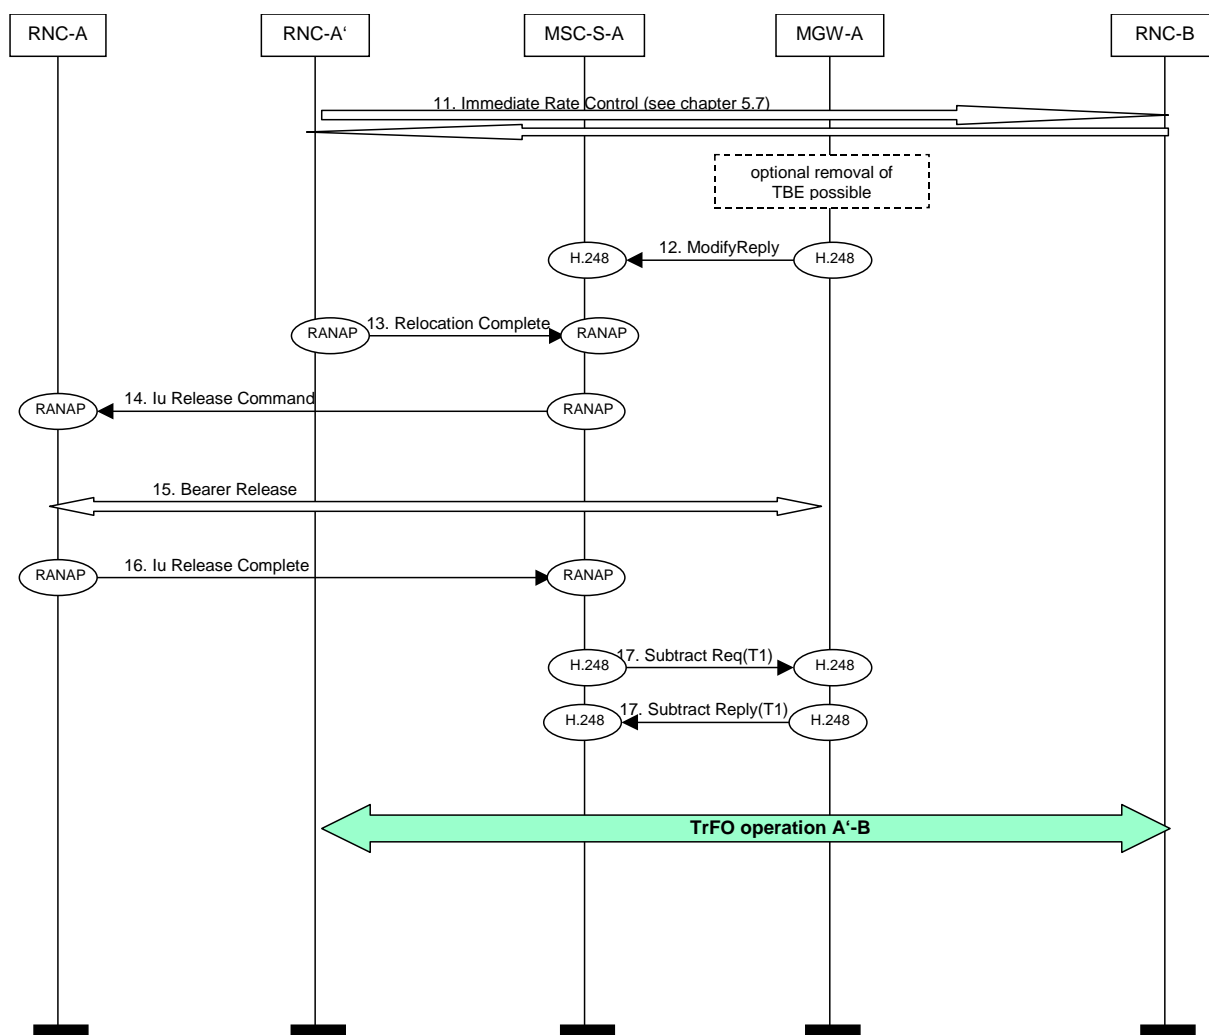 RNC-A
RNC-A‘
MSC-S-A
MGW-A
RNC-B
11. Immediate Rate Control (see chapter 5.7)
optional removal of
TBE possible
H.248
12. ModifyReply
H.248
RANAP
13. Relocation Complete
RANAP
RANAP
14. Iu Release Command
RANAP
15. Bearer Release
RANAP
16. Iu Release Complete
RANAP
H.248
17. Subtract Req(T1)
H.248
H.248
17. Subtract Reply(T1)
H.248
TrFO operation A‘-B